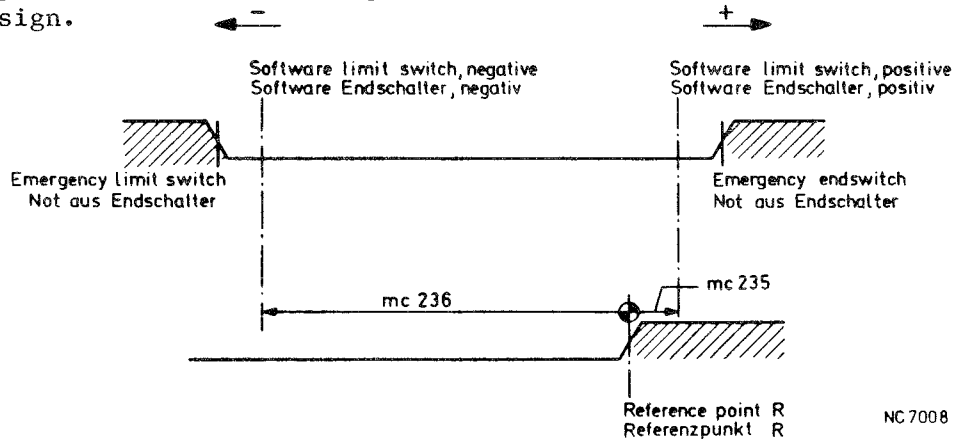 sign.
- +
Software limit switch, negative
Software Endschalter, negativ
Software limit switch, positive
Software Endschalter, positiv
Emergency limit switch
Not aus Endschalter
Emergency endswitch
Not aus Endschalter
mc 235
mc 236
Reference point R
Referenzpunkt R
NC 7008